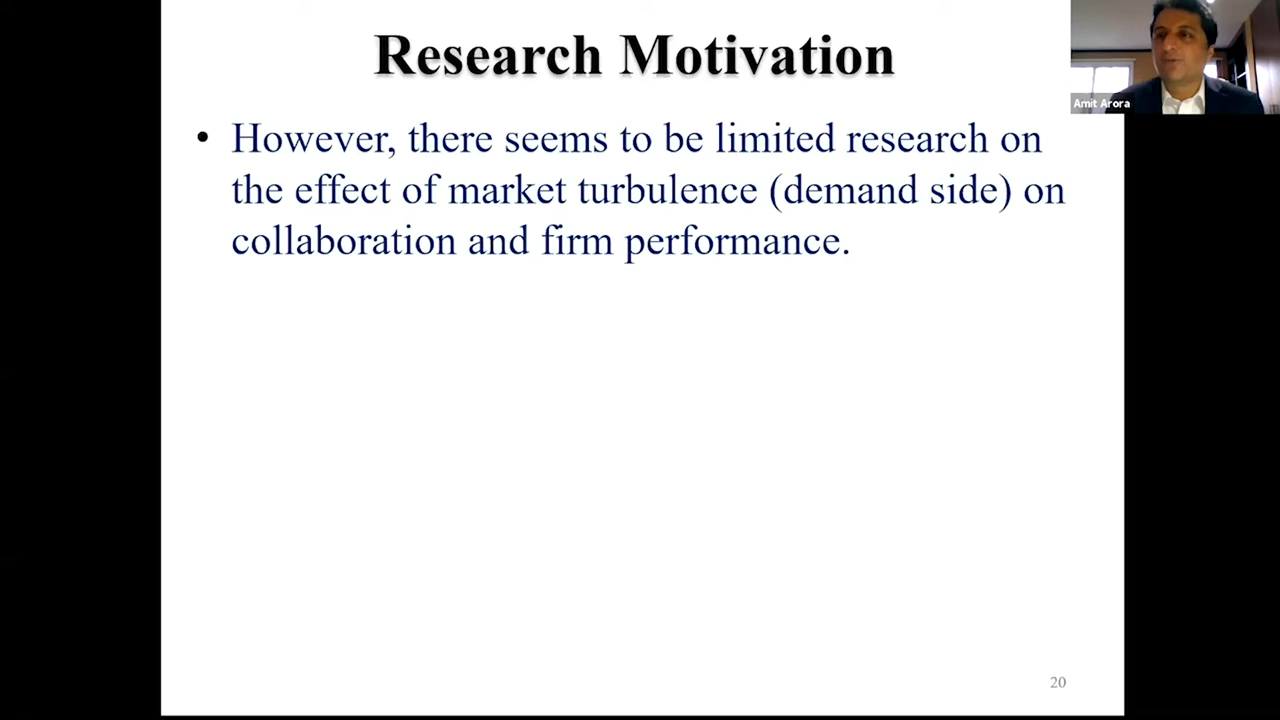 Research Motivation
Amit Arora
• However, there seems to be limited research on
the effect of market turbulence (demand side) on
collaboration and firm performance.
20